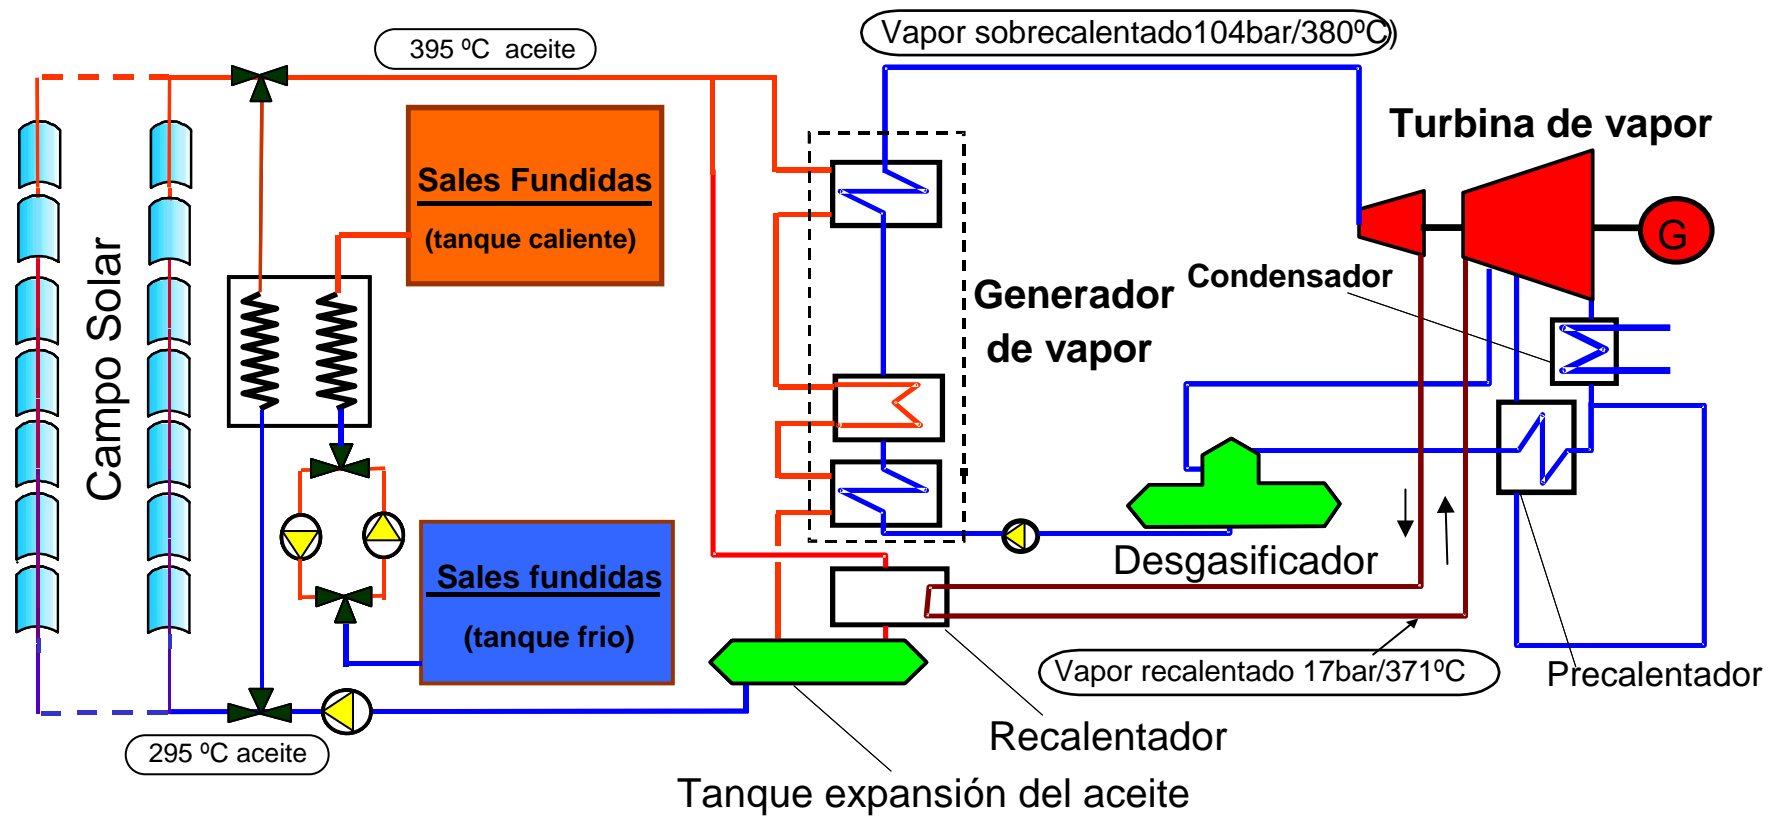 395 ºC  aceite
Vapor sobrecalentado104bar/380ºC)
Turbina de vapor
Sales Fundidas
(tanque caliente)
G
Campo Solar
Condensador
Generador
de vapor
Desgasificador
Sales fundidas
(tanque frio)
Vapor recalentado 17bar/371ºC
Precalentador
Recalentador
295 ºC aceite
Tanque expansión del aceite